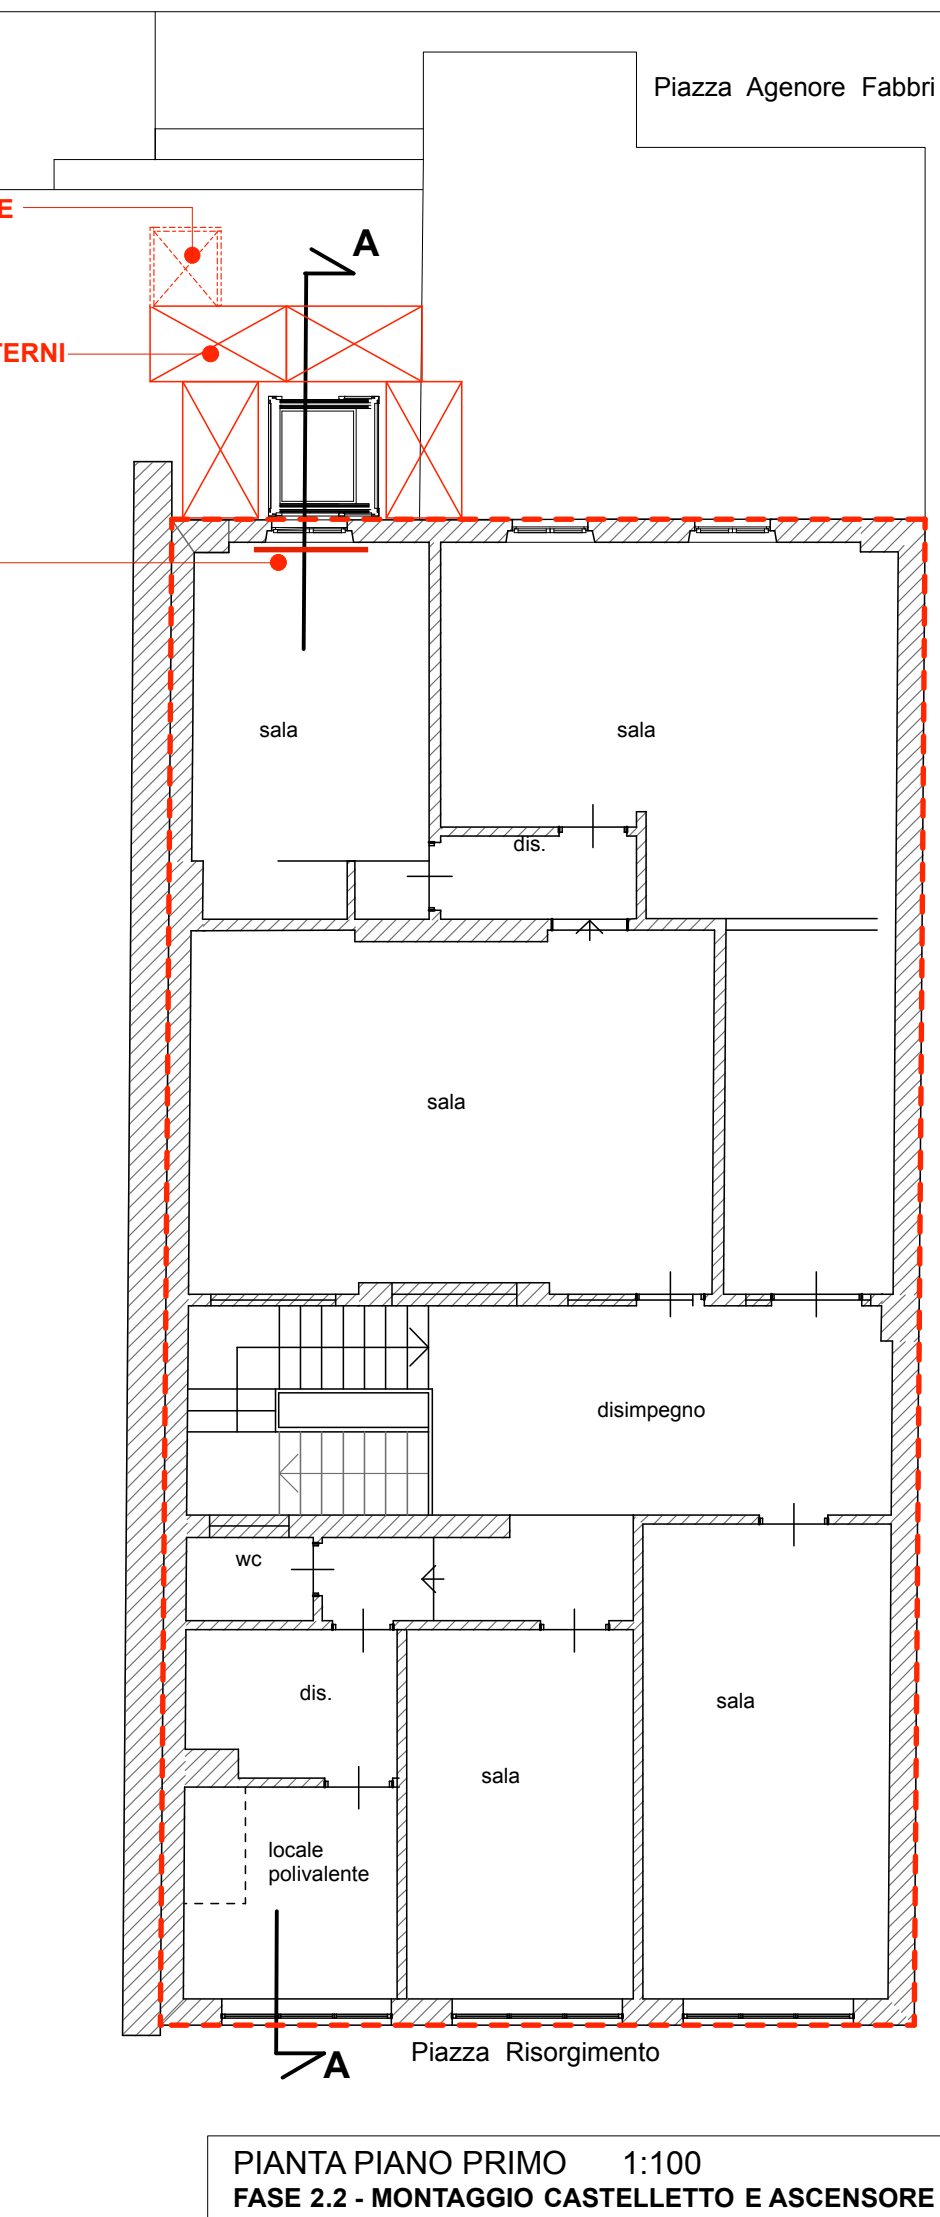 Piazza Agenore Fabbri
A
sala
sala
dis.
sala
disimpegno
wc
dis.
sala
sala
locale
polivalente
A
Piazza Risorgimento
PIANTA PIANO PRIMO 1:100
FASE 2.2 - MONTAGGIO CASTELLETTO E ASCENSORE